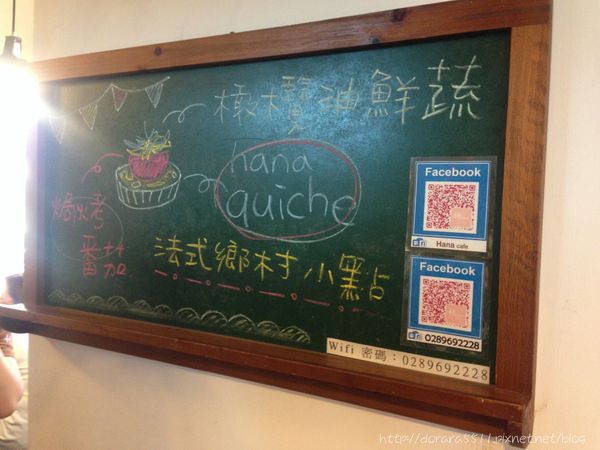 橄欖油鮮蔬
hana
quiche
焗烤
番茄
法式鄉村小點
Facebook
Hana cafe
Facebook
0289692228
Wifi 密碼：0289692228
http://dorara5511.pixnet.net/blog